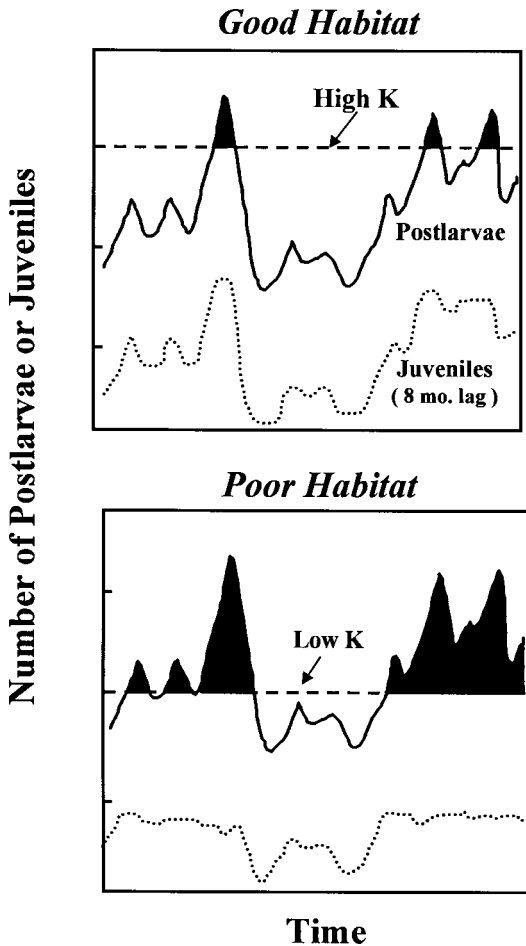 Good Habitat
High K
Postlarvae
Juveniles
( 8 mo. lag )
Number of Postlarvae or Juveniles
Poor Habitat
Low K
Time